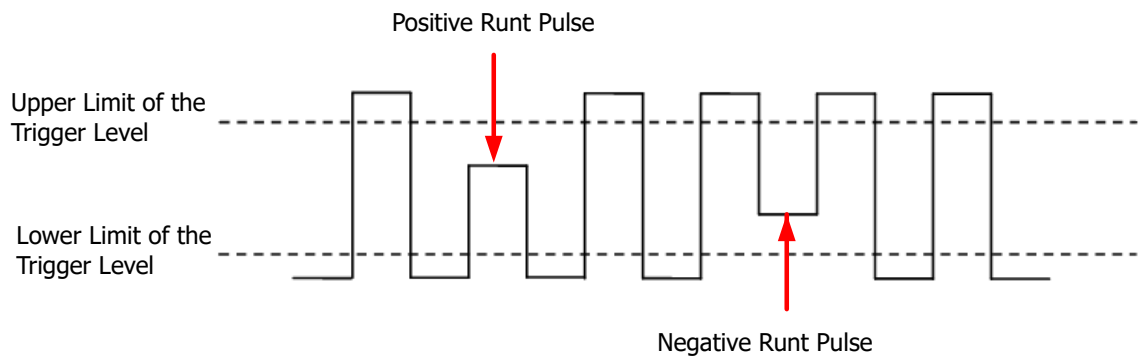 Positive Runt Pulse
Upper Limit of the
Trigger Level
Lower Limit of the
Trigger Level
Negative Runt Pulse